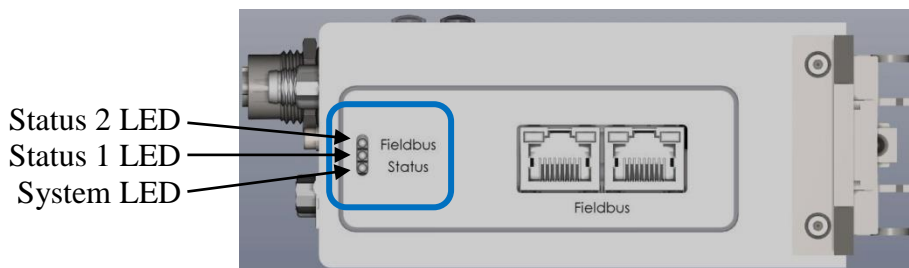 Status 2 LED
Status 1 LED
System LED
Fieldbus
Status
Fieldbus